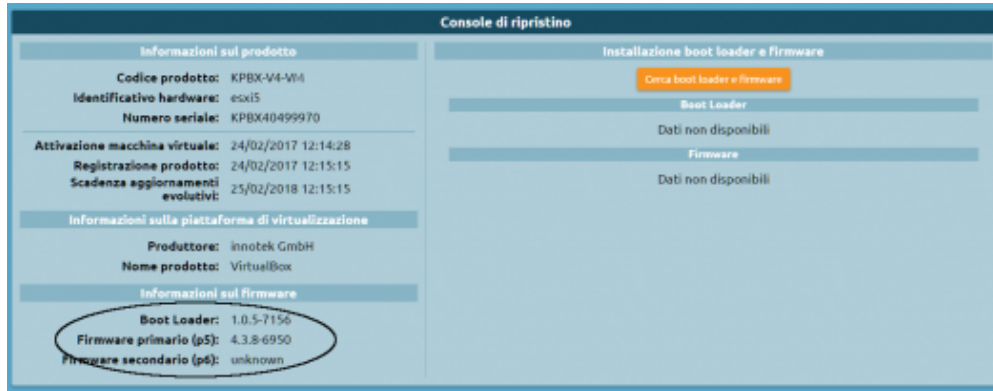 Console di ripristino
Informazioni sul prodotto
Codice prodotto: KPBX-V4-VM
Identificativo hardware: esxi5
Numero seriale: KPBX40499970
Attivazione macchina virtuale: 24/02/2017 12:14:28
Registrazione prodotto: 24/02/2017 12:15:15
Scadenza aggiornamenti
evolutivi: 25/02/2018 12:15:15
Informazioni sulla piattaforma di virtualizzazione
Produttore: innotek GmbH
Nome prodotto: VirtualBox
Informazioni sul firmware
Boot Loader: 1.0.5-7156
Firmware primario (p5): 4.3.8-6950
Firmware secondario (p6): unknown
Installazione boot loader e firmware
Cerca boot loader e firmware
Boot Loader
Dati non disponibili
Firmware
Dati non disponibili